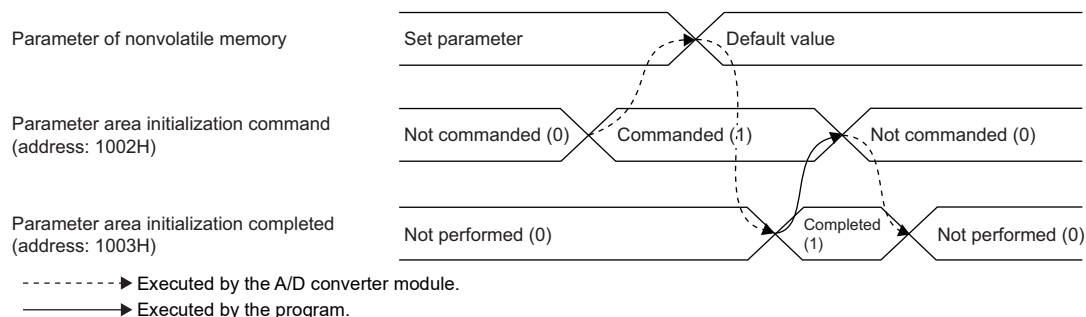 Parameter of nonvolatile memory
Set parameter
Default value
Parameter area initialization command
(address: 1002H)
Not commanded (0)
Commanded (1)
Not commanded (0)
Parameter area initialization completed
(address: 1003H)
Not performed (0)
Completed
(1)
Not performed (0)
Executed by the A/D converter module.
Executed by the program.